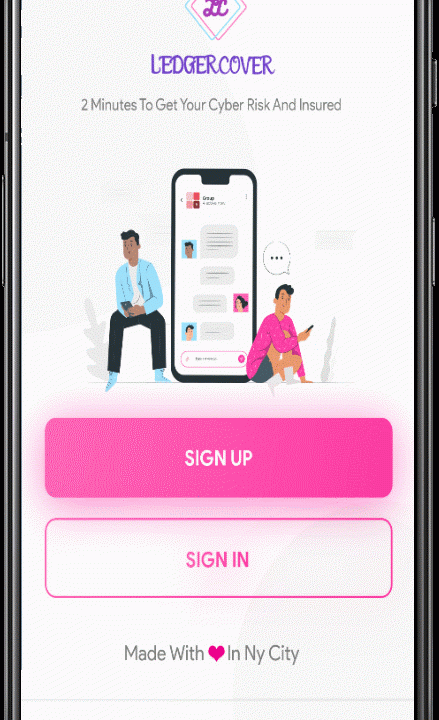 LC
LEDGERCOVER
2 Minutes To Get Your Cyber Risk And Insured
Group
SIGN UP
SIGN IN
Made With ❤ In Ny City